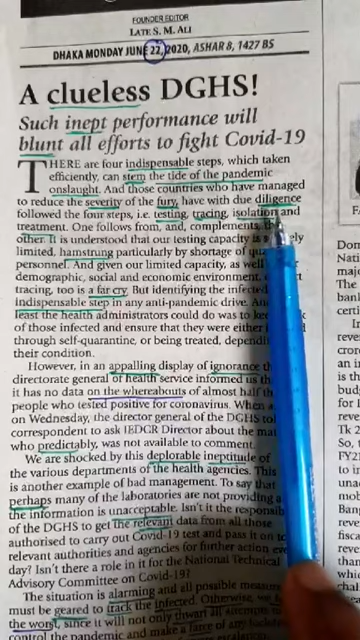 FOUNDER EDITOR
LATE S. M. ALI
DHAKA MONDAY JUNE 22, 2020, ASHAR 8, 1427 BS
A clueless DGHS!
Such inept performance will
blunt all efforts to fight Covid-19
THERE are four indispensable steps, which taken
efficiently, can stem the tide of the pandemic
onslaught. And those countries who have managed
to reduce the severity of the fury, have with due diligence
followed the four steps, i.e. testing, tracing, isolation and
treatment. One follows from, and complements,
other. It is understood that our testing capacity is
limited, hamstring particularly by shortage of
personnel. And given our limited capacity, as well
demographic, social and economic environment,
tracing, too is a far cry. But identifying the infected
indispensable step in any anti-pandemic drive.
least the health administrators could do was to
of those infected and ensure that they were either
through self-quarantine, or being treated,
their condition.
However, in an appalling display of ignorance
directorate general of health service informed us
it has no data on the whereabouts of almost half
people who tested positive for coronavirus. When
on Wednesday, the director general of the DGHS
correspondent to ask IEDCR Director about the
who predictably, was not available to comment.
We are shocked by this deplorable ineptitude of
the various departments of the health agencies. This
is another example of bad management. To say that
perhaps many of the laboratories are not providing
the information is unacceptable. Isn't it the
of the DGHS to get the relevant data from all those
authorised to carry out Covid-19 test and pass it on to
relevant authorities and agencies for further action
day? Isn't there a role in it for the National Technical
Advisory Committee on Covid-19?
The situation is alarming and all possible
must be geared to track the infected. Otherwise,
the worst, since it will not only thwart all
control the pandemic and make a farce of any